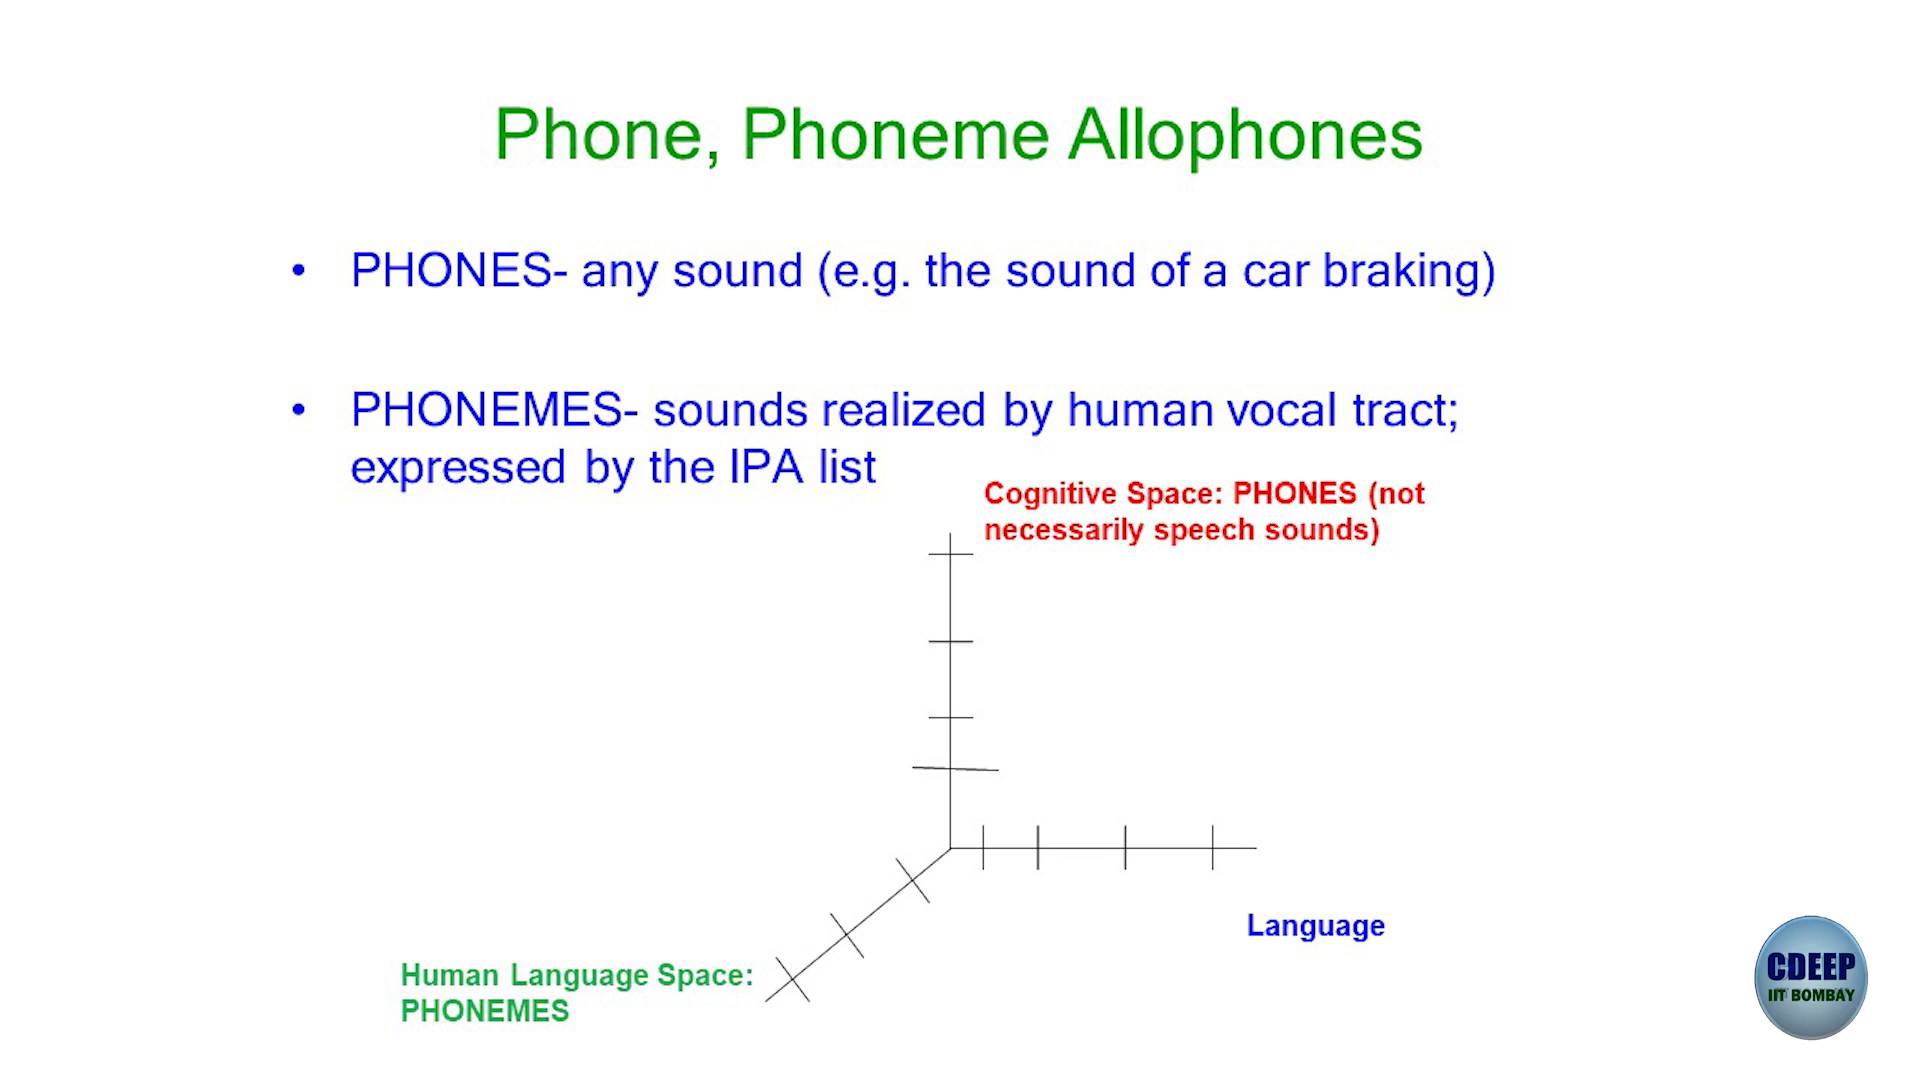 Phone, Phoneme Allophones
• PHONES- any sound (e.g. the sound of a car braking)
• PHONEMES- sounds realized by human vocal tract;
expressed by the IPA list
Cognitive Space: PHONES (not
necessarily speech sounds)
Language
Human Language Space:
PHONEMES
CDEEP
IIT BOMBAY